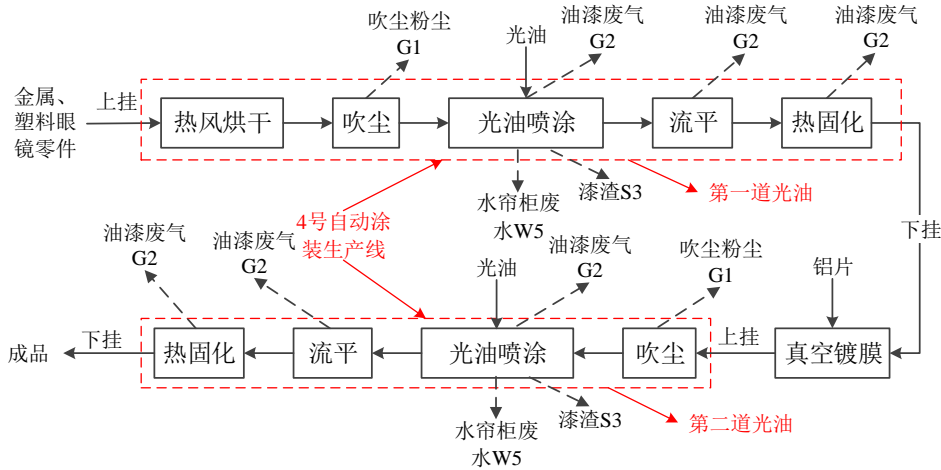 吹尘粉尘
G1
光油
油漆废气
G2
油漆废气
G2
油漆废气
G2
金属、
塑料眼
镜零件
上挂
热风烘干
吹尘
光油喷涂
流平
热固化
水帘柜废
水W5
漆渣S3
第一道光油
4号自动涂
装生产线
下挂
油漆废气
G2
油漆废气
G2
光油
油漆废气
G2
吹尘粉尘
G1
铝片
成品
下挂
热固化
流平
光油喷涂
吹尘
上挂
真空镀膜
水帘柜废
水W5
漆渣S3
第二道光油